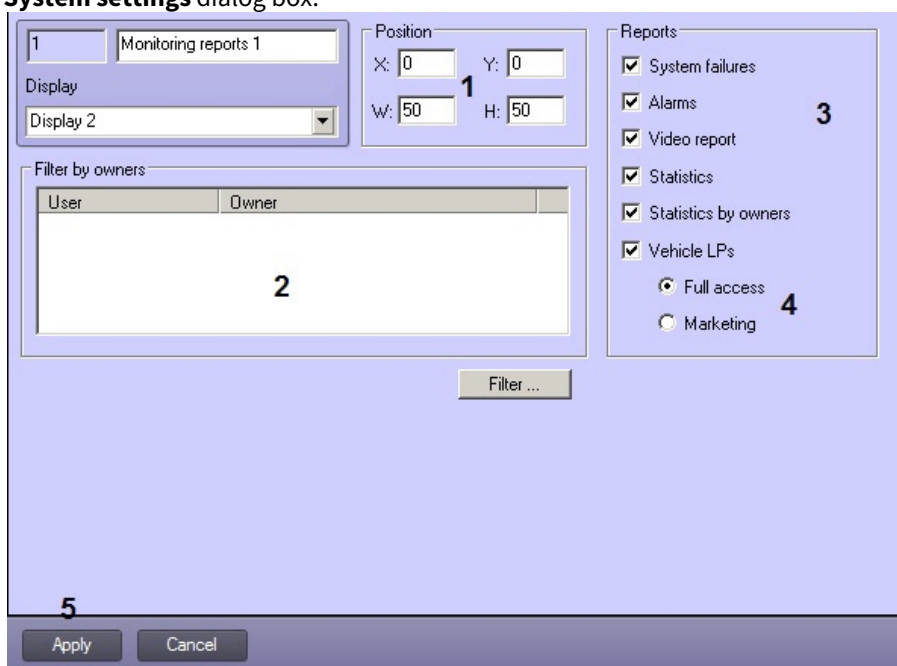 System settings dialog box.
1 Monitoring reports 1
Display
Display 2
Position
X: 0 Y: 0
1
W: 50 H: 50
Filter by owners
User Owner
2
Filter ...
Reports
System failures
Alarms
3
Video report
Statistics
Statistics by owners
Vehicle LPs
Full access
4
Marketing
5
Apply Cancel